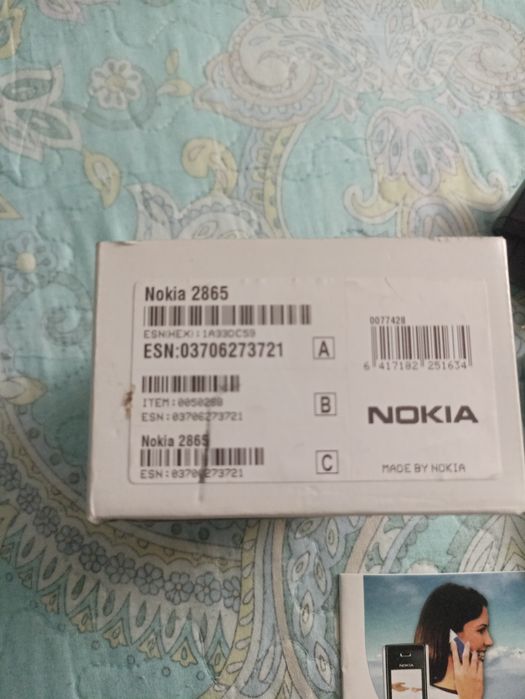 Nokia 2865
ESN(HEX):1A33DC59
ESN:03706273721
A
ITEM:0050288
ESN:03706273721
B
Nokia 2865
ESN:03706273721
C
0077428
6 417182 251634
NOKIA
MADE BY NOKIA
NOKIA